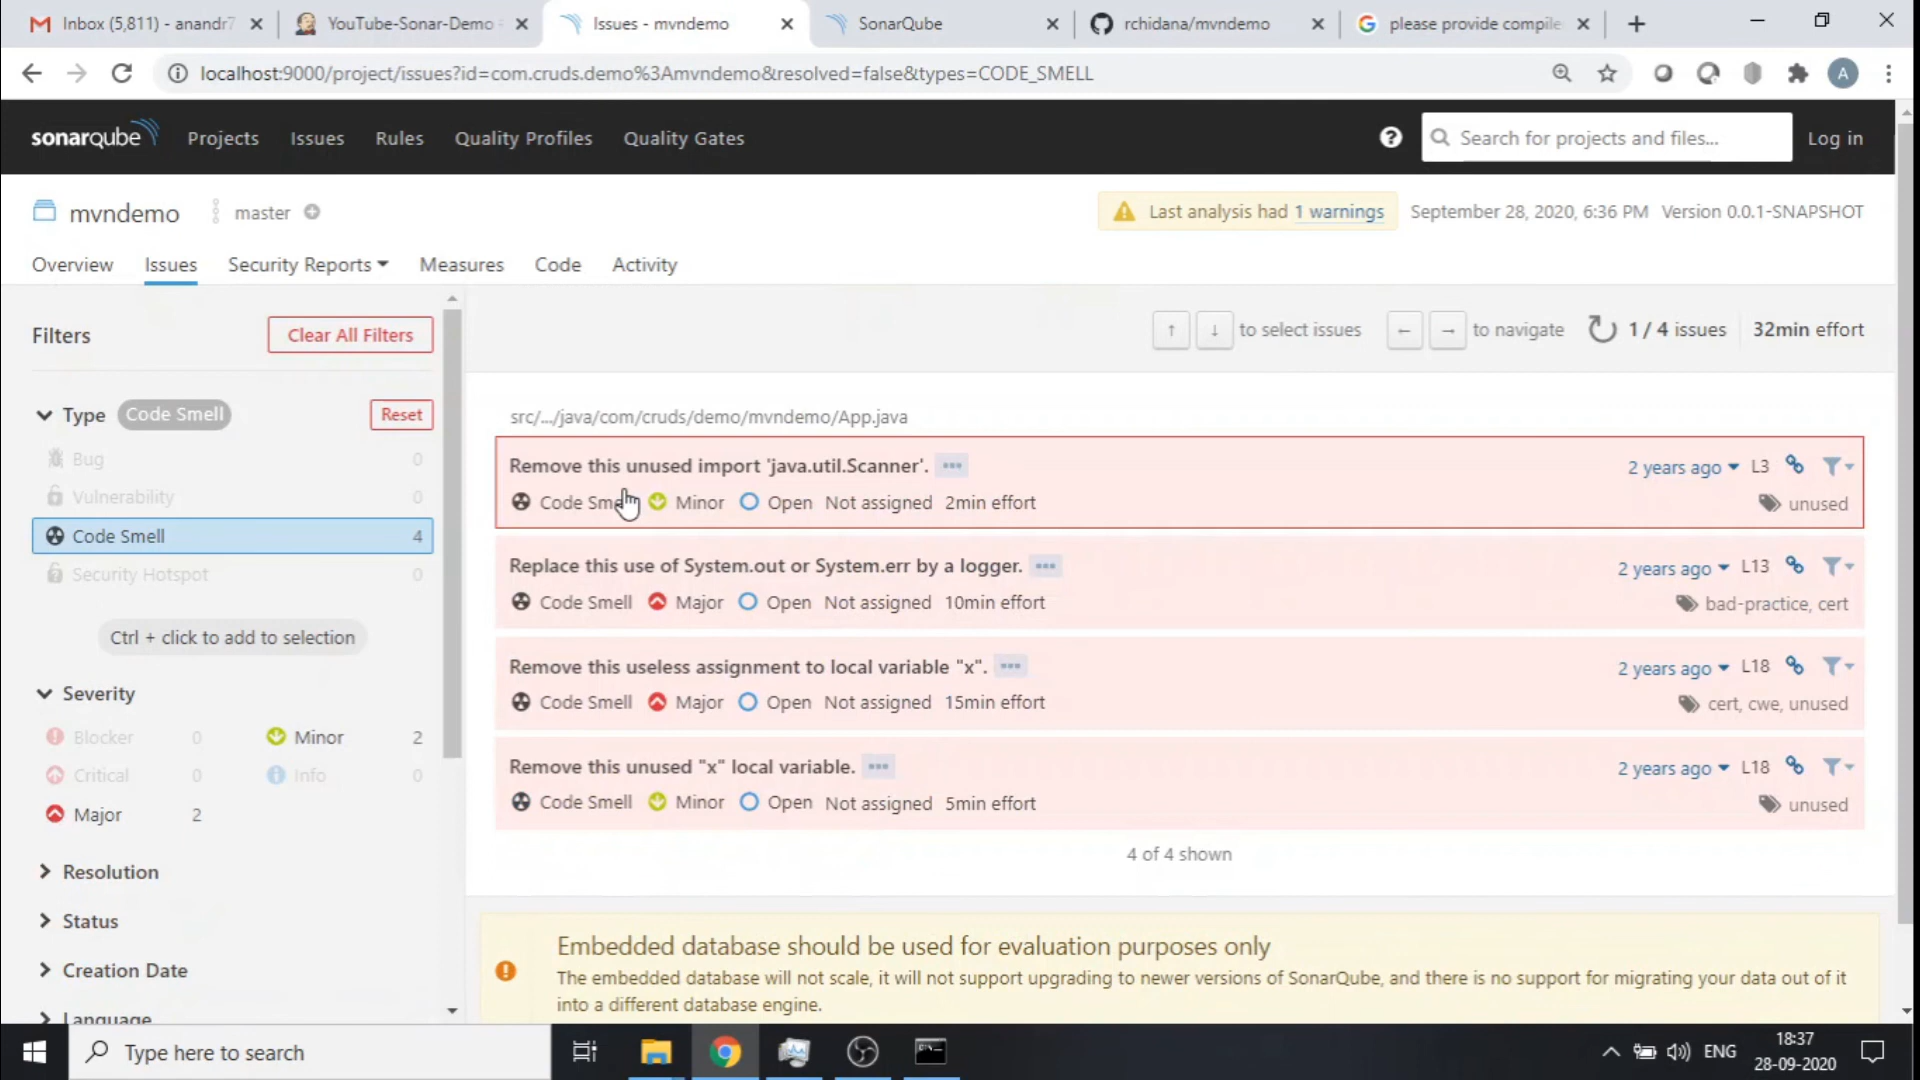 Inbox (5,811) - anandr7
YouTube-Sonar-Demo
Issues - mvndemo
SonarQube
rchidana/mvndemo
please provide compile
localhost:9000/project/issues?id=com.cruds.demo%3Amvndemo&resolved=false&types=CODE_SMELL
A
sonarqube
Projects
Issues
Rules
Quality Profiles
Quality Gates
?
Search for projects and files...
Log in
mvndemo
master
Last analysis had 1 warnings
September 28, 2020, 6:36 PM
Version 0.0.1-SNAPSHOT
Overview
Issues
Security Reports
Measures
Code
Activity
Filters
Clear All Filters
↑ ↓ to select issues
← → to navigate
1 / 4 issues
32min effort
Type
Code Smell
Reset
Bug 0
Vulnerability 0
Code Smell 4
Security Hotspot 0
Ctrl + click to add to selection
Severity
Blocker 0
Minor 2
Critical 0
Info 0
Major 2
Resolution
Status
Creation Date
Language
src/.../java/com/cruds/demo/mvndemo/App.java
Remove this unused import 'java.util.Scanner'. ...
2 years ago L3
Code Sme Minor Open Not assigned 2min effort
unused
Replace this use of System.out or System.err by a logger. ...
2 years ago L13
Code Smell Major Open Not assigned 10min effort
bad-practice, cert
Remove this useless assignment to local variable "x". ...
2 years ago L18
Code Smell Major Open Not assigned 15min effort
cert, cwe, unused
Remove this unused "x" local variable. ...
2 years ago L18
Code Smell Minor Open Not assigned 5min effort
unused
4 of 4 shown
Embedded database should be used for evaluation purposes only
The embedded database will not scale, it will not support upgrading to newer versions of SonarQube, and there is no support for migrating your data out of it
into a different database engine.
Type here to search
ENG
18:37
28-09-2020